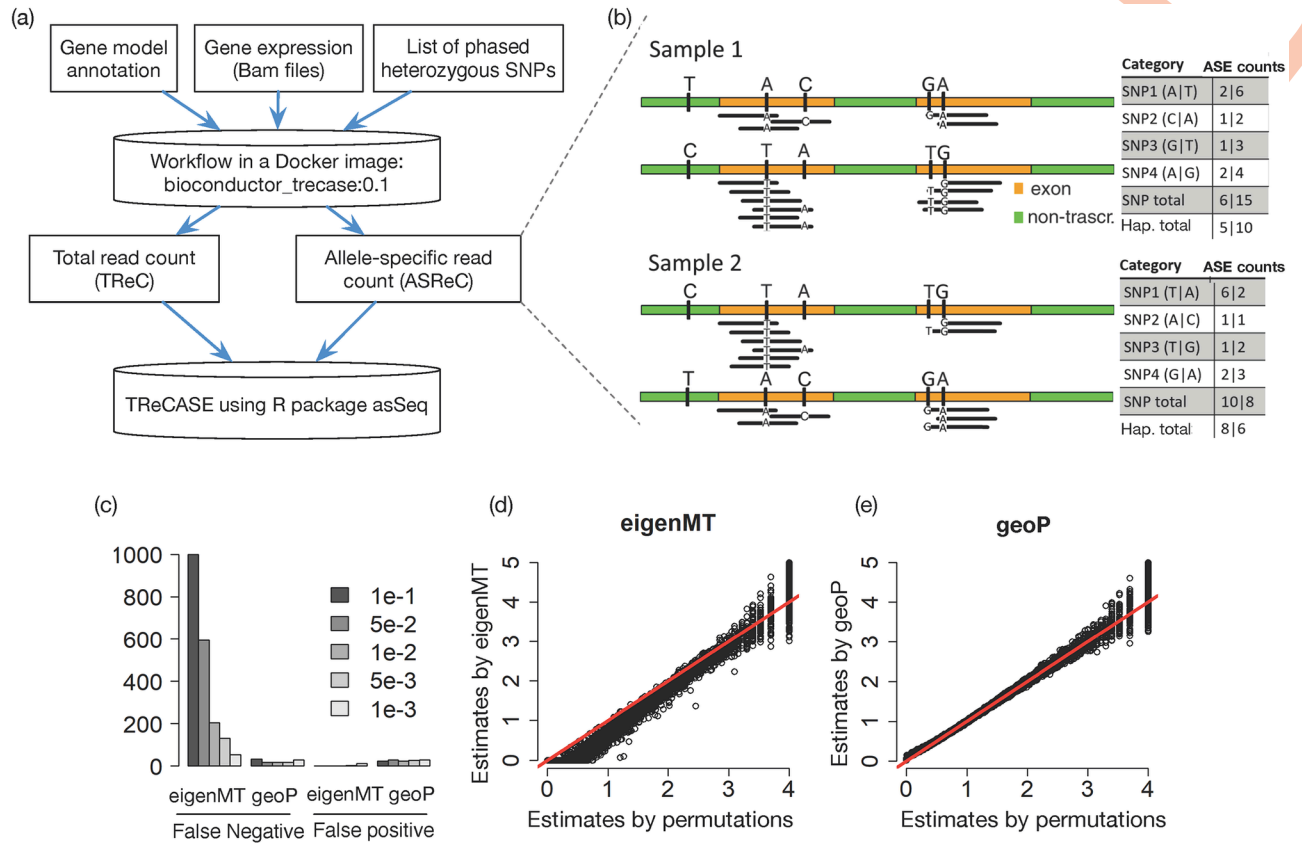 (a)
Gene model
annotation
Gene expression
(Bam files)
List of phased
heterozygous SNPs
Workflow in a Docker image:
bioconductor_trecase:0.1
Total read count
(TReC)
Allele-specific read
count (ASReC)
TReCASE using R package asSeq
(b)
Sample 1
T A C GA
A C G A
A A
C T A TG
T G
T T G
T A T G
T T G
T
exon
non-trascr.
Category ASE counts
SNP1 (A|T) 2|6
SNP2 (C|A) 1|2
SNP3 (G|T) 1|3
SNP4 (A|G) 2|4
SNP total 6|15
Hap. total 5|10
Sample 2
C T A TG
T G
T T G
T A
T
T
T A C GA
A G A
C A
A G A
Category ASE counts
SNP1 (T|A) 6|2
SNP2 (A|C) 1|1
SNP3 (T|G) 1|2
SNP4 (G|A) 2|3
SNP total 10|8
Hap. total 8|6
(c)
1000
800
600
400
200
0
1e-1
5e-2
1e-2
5e-3
1e-3
eigenMT geoP eigenMT geoP
False Negative False positive
(d)
eigenMT
Estimates by eigenMT
5
4
3
2
1
0
0 1 2 3 4
Estimates by permutations
(e)
geoP
Estimates by geoP
5
4
3
2
1
0
0 1 2 3 4
Estimates by permutations